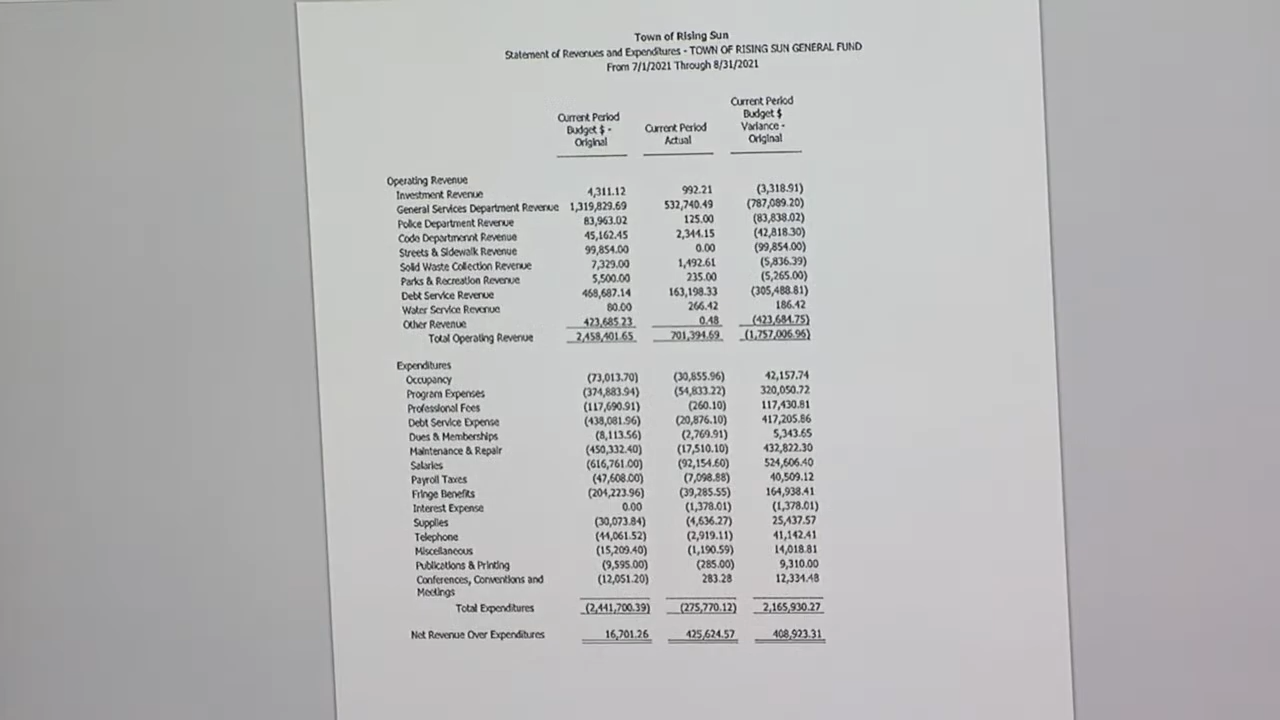 Town of Rising Sun
Statement of Revenues and Expenditures - TOWN OF RISING SUN GENERAL FUND
From 7/1/2021 Through 8/31/2021
Current Period Budget $ - Original Current Period Actual Current Period Budget $ Variance - Original
Operating Revenue
Investment Revenue 4,311.12 992.21 (3,318.91)
General Services Department Revenue 1,319,829.69 532,740.49 (787,089.20)
Police Department Revenue 83,963.02 125.00 (83,838.02)
Code Departmennt Revenue 45,162.45 2,344.15 (42,818.30)
Streets & Sidewalk Revenue 99,854.00 0.00 (99,854.00)
Solid Waste Collection Revenue 7,329.00 1,492.61 (5,836.39)
Parks & Recreation Revenue 5,500.00 235.00 (5,265.00)
Debt Service Revenue 468,687.14 163,198.33 (305,488.81)
Water Service Revenue 80.00 266.42 186.42
Other Revenue 423,685.23 0.48 (423,684.75)
Total Operating Revenue 2,458,401.65 701,394.69 (1,757,006.96)
Expenditures
Occupancy (73,013.70) (30,855.96) 42,157.74
Program Expenses (374,883.94) (54,833.22) 320,050.72
Professional Fees (117,690.91) (260.10) 117,430.81
Debt Service Expense (438,081.96) (20,876.10) 417,205.86
Dues & Memberships (8,113.56) (2,769.91) 5,343.65
Maintenance & Repair (450,332.40) (17,510.10) 432,822.30
Salaries (616,761.00) (92,154.60) 524,606.40
Payroll Taxes (47,608.00) (7,098.88) 40,509.12
Fringe Benefits (204,223.96) (39,285.55) 164,938.41
Interest Expense 0.00 (1,378.01) (1,378.01)
Supplies (30,073.84) (4,636.27) 25,437.57
Telephone (44,061.52) (2,919.11) 41,142.41
Miscellaneous (15,209.40) (1,190.59) 14,018.81
Publications & Printing (9,595.00) (285.00) 9,310.00
Conferences, Conventions and (12,051.20) 283.28 12,334.48
Meetings
Total Expenditures (2,441,700.39) (275,770.12) 2,165,930.27
Net Revenue Over Expenditures 16,701.26 425,624.57 408,923.31